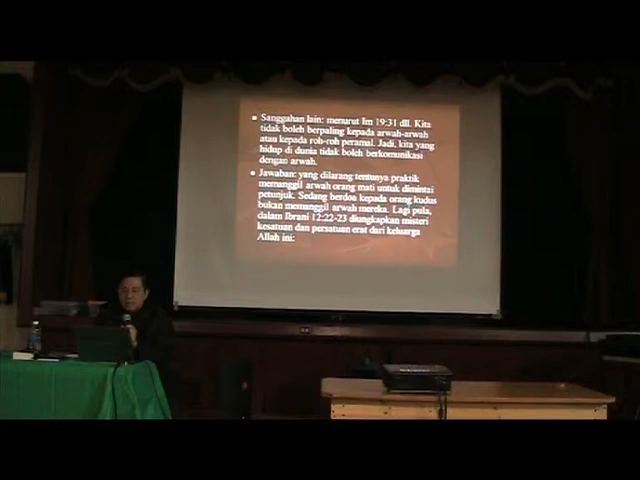 Sanggahan lain: menurut Im 19:31 dll. Kita
tidak boleh berpaling kepada arwah-arwah
atau kepada roh-roh peramal. Jadi, kita yang
hidup di dunia tidak boleh berkomunikasi
dengan arwah.
Jawaban: yang dilarang tentunya praktik
memanggil arwah orang mati untuk dimintai
petunjuk. Sedang berdoa kepada orang kudus
bukan memanggil arwah mereka. Lagi pula,
dalam Ibrani 12:22-23 diungkapkan misteri
kesatuan dan persatuan erat dari keluarga
Allah ini: